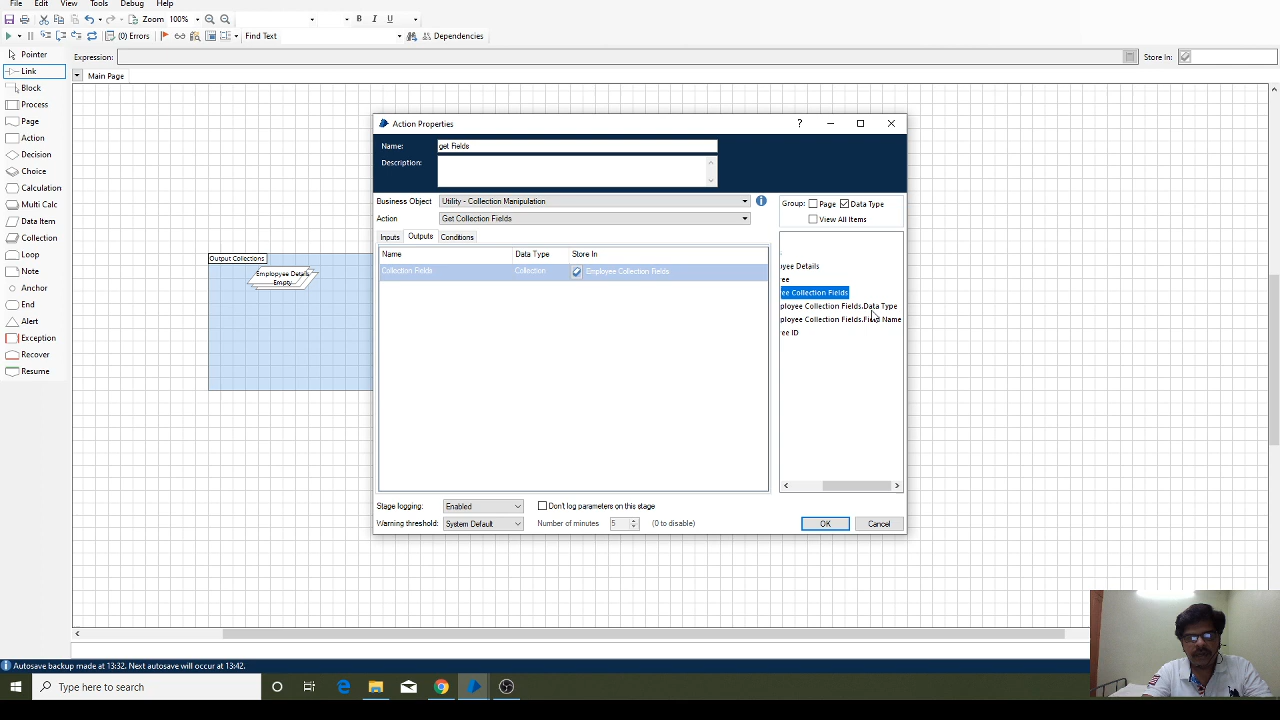 File Edit View Tools Debug Help
Zoom 100% B I U
(0) Errors Find Text Dependencies
Pointer
Link
Block
Process
Page
Action
Decision
Choice
Calculation
Multi Calc
Data Item
Collection
Loop
Note
Anchor
End
Alert
Exception
Recover
Resume
Expression: Store In:
Main Page
Output Collections
Emplopyee Details
Empty
Action Properties ?
Name: get Fields
Description:
Business Object Utility - Collection Manipulation
Action Get Collection Fields
Inputs Outputs Conditions
Name Data Type Store In
Collection Fields Collection Employee Collection Fields
Group: Page Data Type
View All Items
yee Details
ee
ee Collection Fields
ployee Collection Fields.Data Type
ployee Collection Fields.Field Name
ee ID
Stage logging: Enabled Don't log parameters on this stage
Warning threshold: System Default Number of minutes 5 (0 to disable)
OK Cancel
Autosave backup made at 13:32. Next autosave will occur at 13:42.
Type here to search